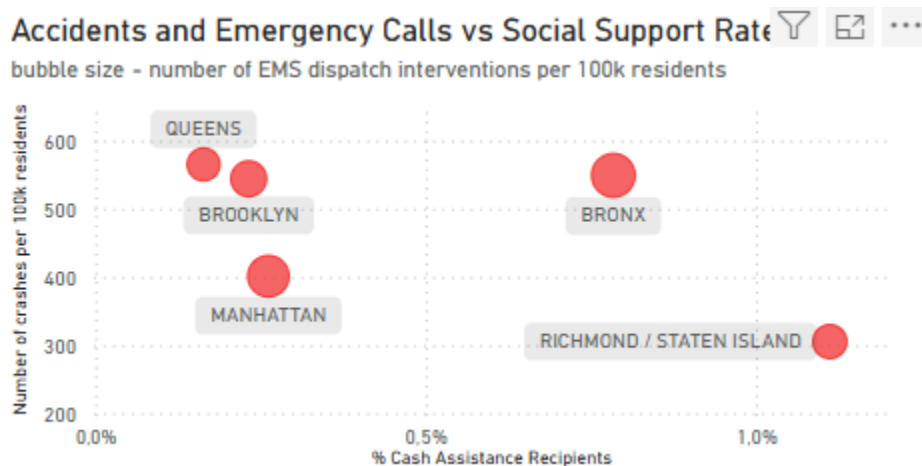 Accidents and Emergency Calls vs Social Support Rate
bubble size - number of EMS dispatch interventions per 100k residents
Number of crashes per 100k residents
600
500
400
300
200
QUEENS
BROOKLYN
BRONX
MANHATTAN
RICHMOND / STATEN ISLAND
0,0%
0,5%
1,0%
% Cash Assistance Recipients